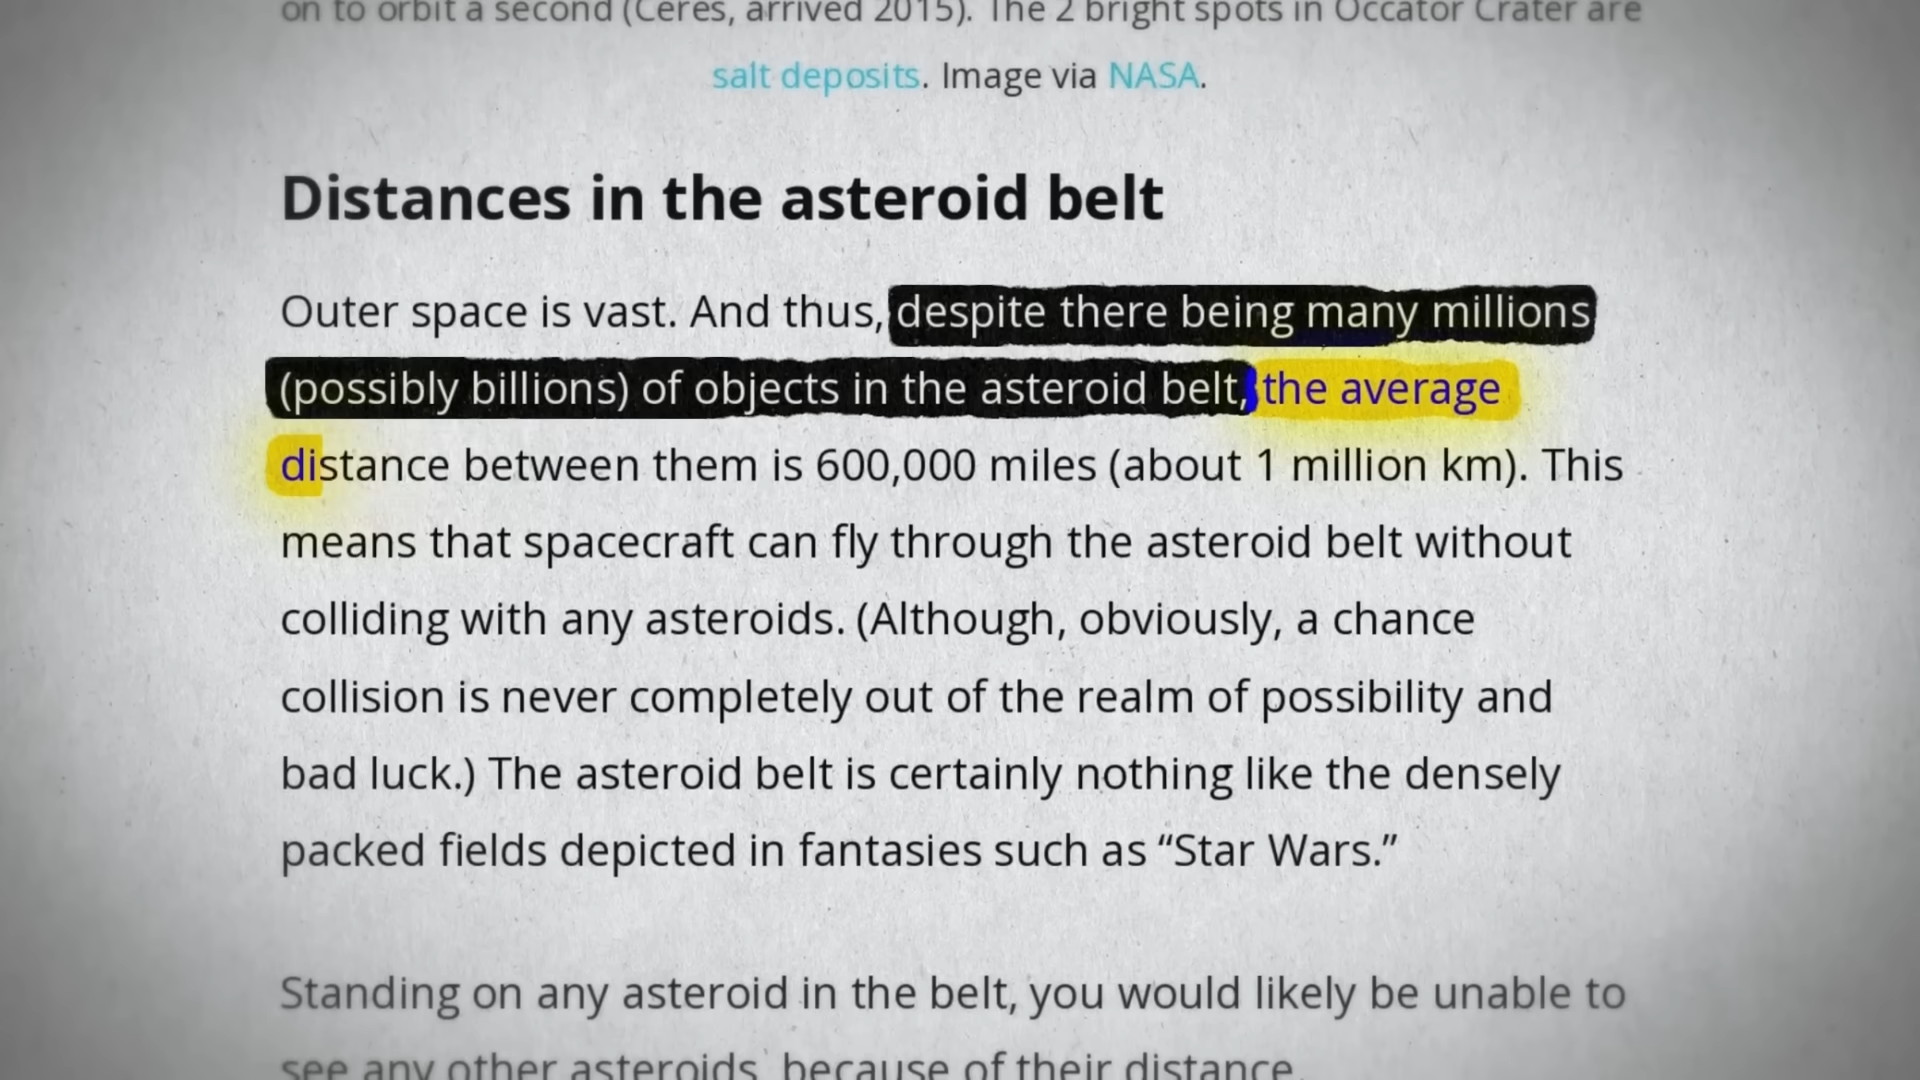 on to orbit a second (Ceres, arrived 2015). The 2 bright spots in Occator Crater are
salt deposits. Image via NASA.
Distances in the asteroid belt
Outer space is vast. And thus, despite there being many millions
(possibly billions) of objects in the asteroid belt, the average
distance between them is 600,000 miles (about 1 million km). This
means that spacecraft can fly through the asteroid belt without
colliding with any asteroids. (Although, obviously, a chance
collision is never completely out of the realm of possibility and
bad luck.) The asteroid belt is certainly nothing like the densely
packed fields depicted in fantasies such as “Star Wars.”
Standing on any asteroid in the belt, you would likely be unable to
see any other asteroids, because of their distance.